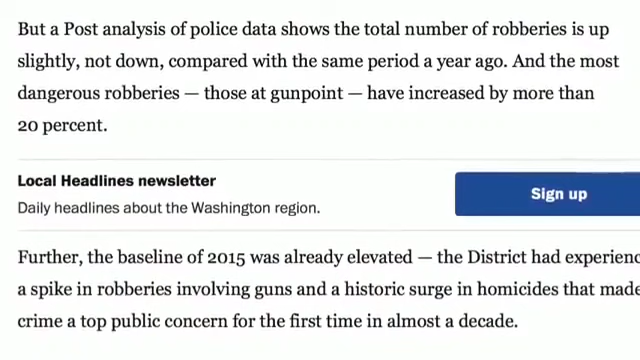 But a Post analysis of police data shows the total number of robberies is up
slightly, not down, compared with the same period a year ago. And the most
dangerous robberies — those at gunpoint — have increased by more than
20 percent.
Local Headlines newsletter
Daily headlines about the Washington region.
Sign up
Further, the baseline of 2015 was already elevated — the District had experienc
a spike in robberies involving guns and a historic surge in homicides that made
crime a top public concern for the first time in almost a decade.